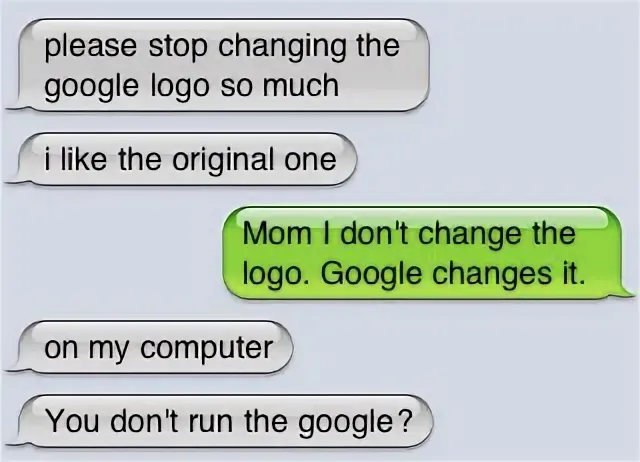 please stop changing the
google logo so much
i like the original one
Mom I don't change the
logo. Google changes it.
on my computer
You don't run the google?